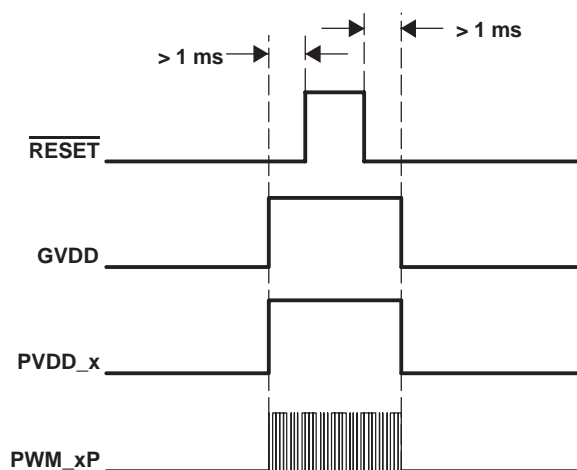 > 1 ms
> 1 ms
RESET
GVDD
PVDD_x
PWM_xP